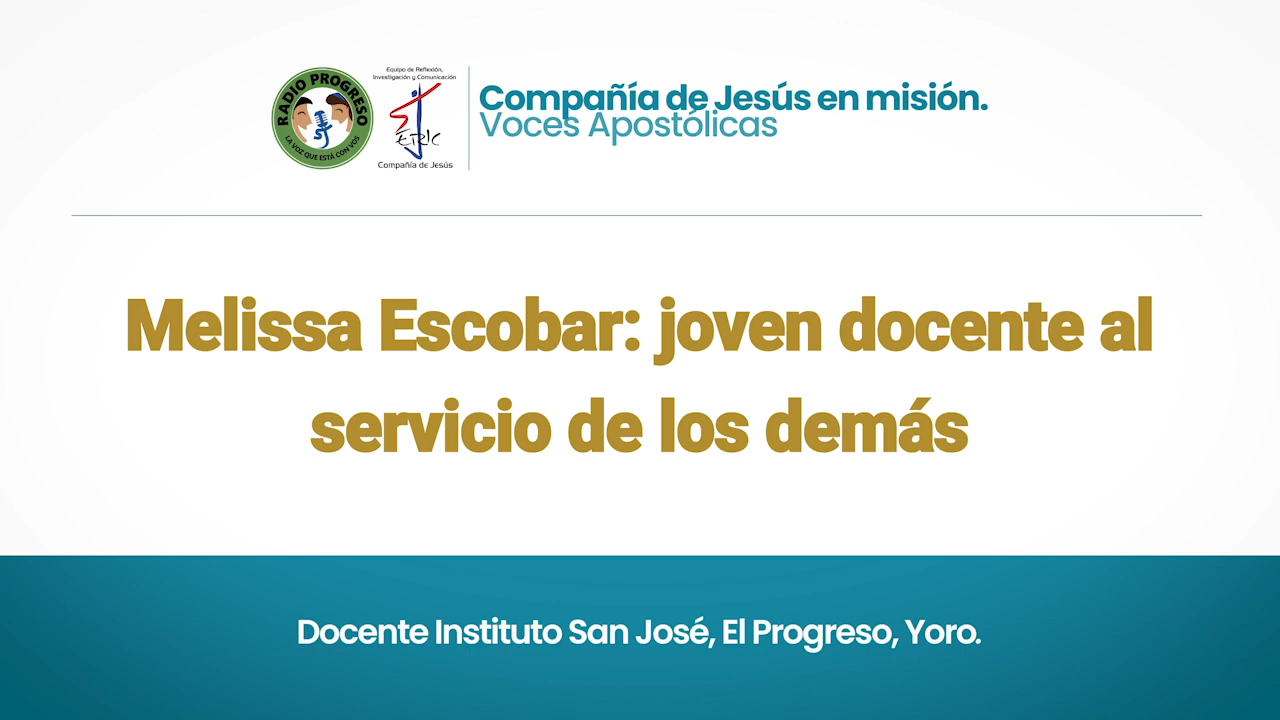 RADIO PROGRESO
LA VOZ QUE ESTÁ CON VOS
Equipo de Reflexión,
Investigación y Comunicación
ERIC
Compañía de Jesús
Compañía de Jesús en misión.
Voces Apostólicas
Melissa Escobar: joven docente al
servicio de los demás
Docente Instituto San José, El Progreso, Yoro.